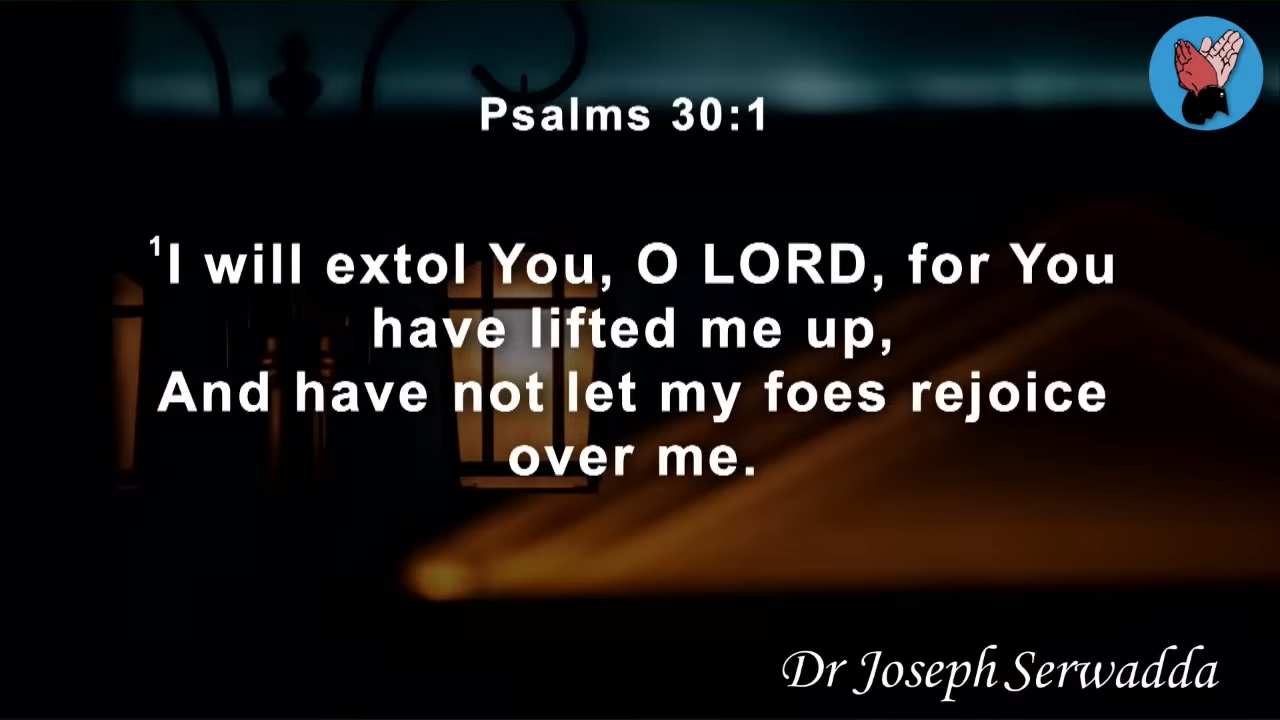 Psalms 30:1
¹I will extol You, O LORD, for You
have lifted me up,
And have not let my foes rejoice
over me.
Dr Joseph Serwadda